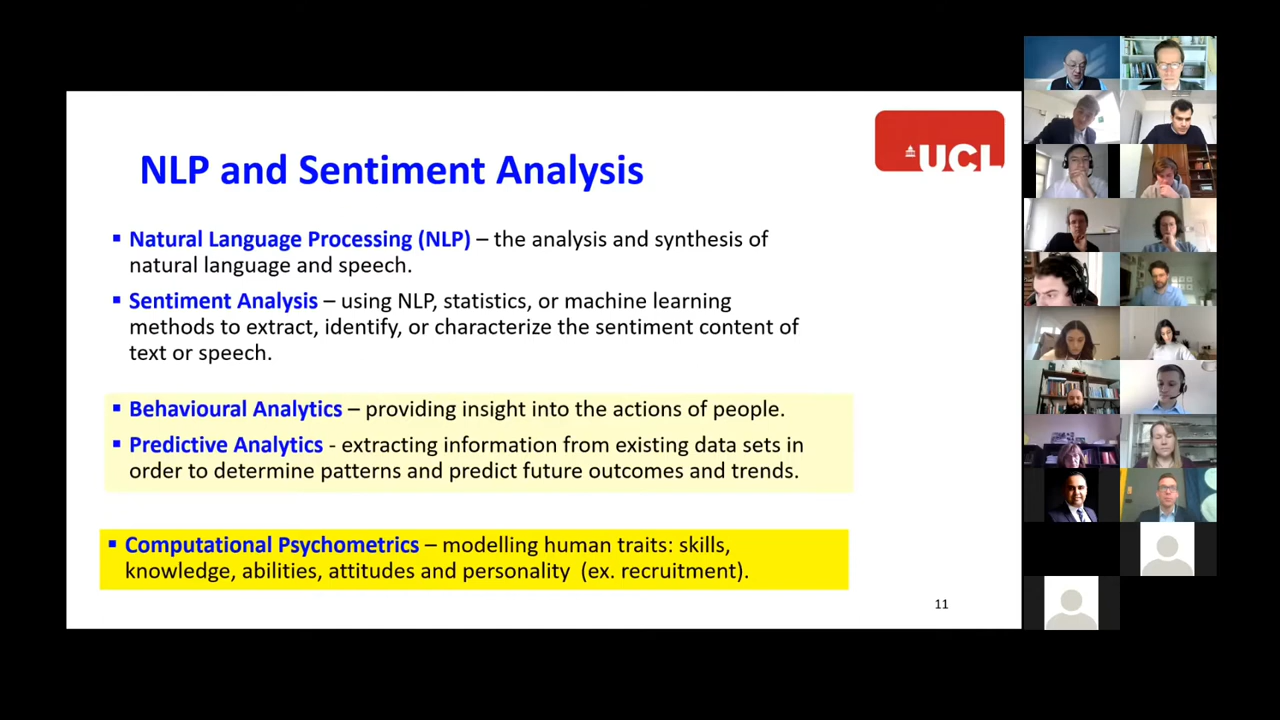 UCL
NLP and Sentiment Analysis
▪ Natural Language Processing (NLP) – the analysis and synthesis of
natural language and speech.
▪ Sentiment Analysis – using NLP, statistics, or machine learning
methods to extract, identify, or characterize the sentiment content of
text or speech.
▪ Behavioural Analytics – providing insight into the actions of people.
▪ Predictive Analytics - extracting information from existing data sets in
order to determine patterns and predict future outcomes and trends.
▪ Computational Psychometrics – modelling human traits: skills,
knowledge, abilities, attitudes and personality (ex. recruitment).
11